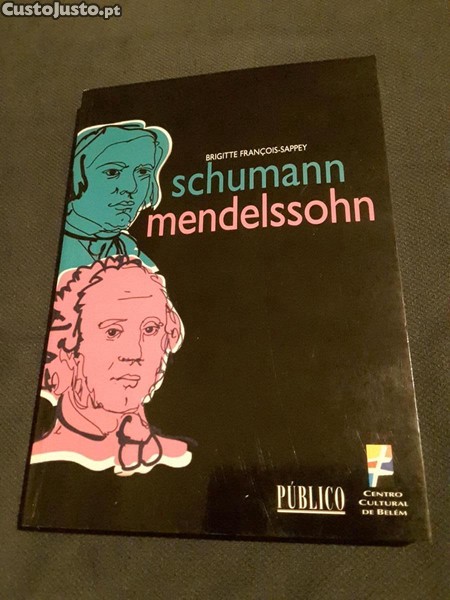 CustoJusto.pt
BRIGITTE FRANÇOIS-SAPPEY
schumann
mendelssohn
PÚBLICO
CENTRO
CULTURAL
DE BELÉM